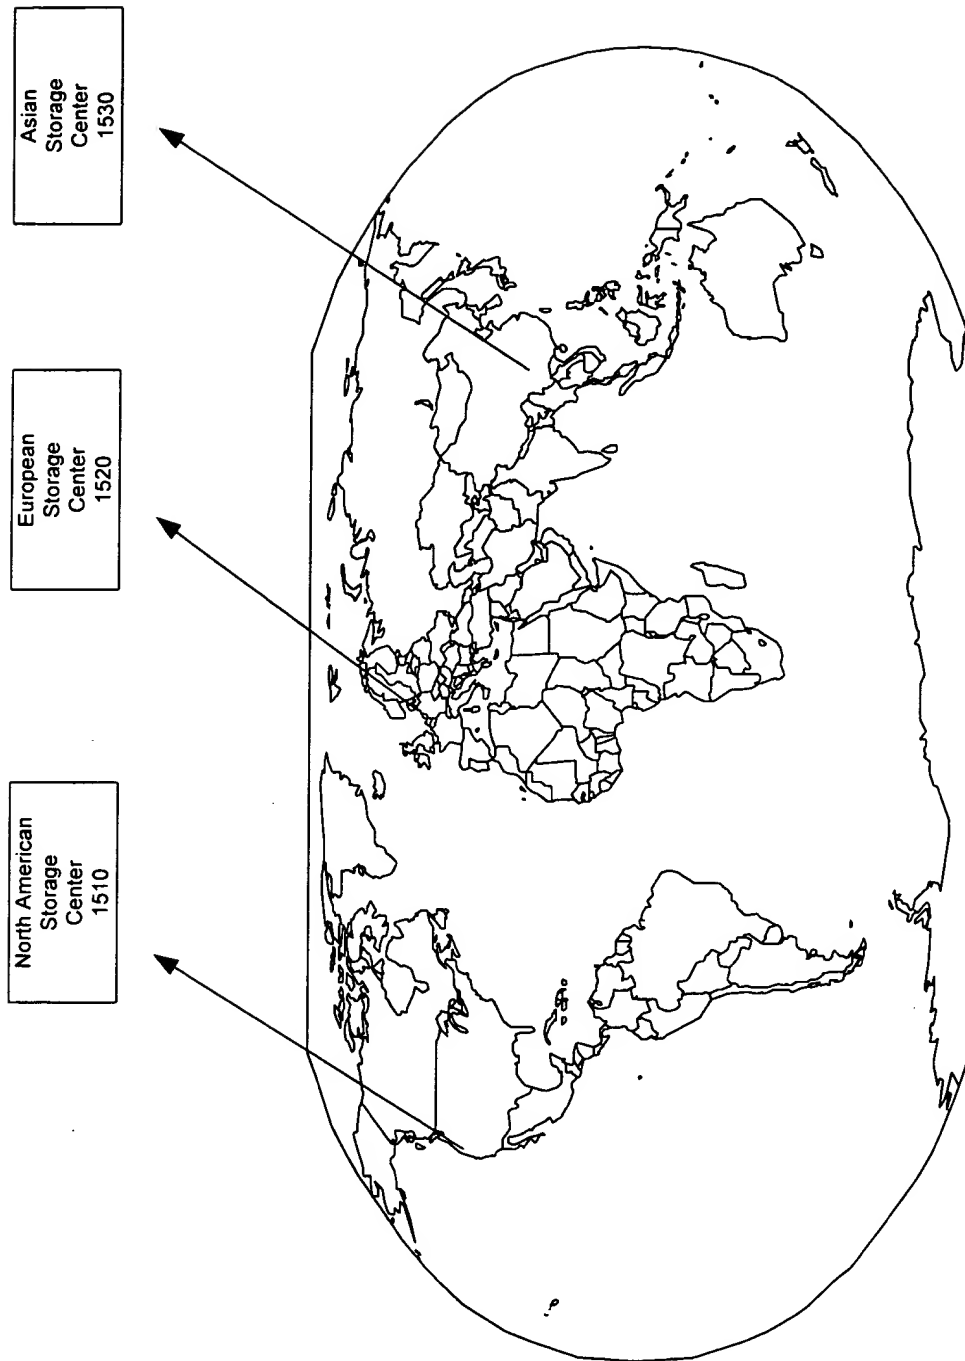 North American
Storage
Center
1510
European
Storage
Center
1520
Asian
Storage
Center
1530